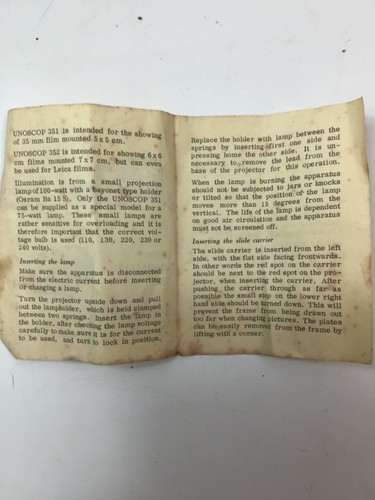 UNOSCOP 351 is intended for the showing
of 35 mm film mounted 5 x 5 cm.
UNOSCOP 352 is intended for showing 6 x 6
cm films mounted 7 x 7 cm, but can even
be used for Leica films.
Illumination is from a small projection
lamp of 100-watt with a bayonet type holder
(Osram Ba 15 S). Only the UNOSCOP 351
can be supplied as a special model for a
75-watt lamp. These small lamps are
rather sensitive for overloading and it is
therefore important that the correct vol-
tage bulb is used (110, 130, 220, 230 or
240 volts).
Inserting the lamp
Make sure the apparatus is disconnected
from the electric current before inserting
or changing a lamp.
Turn the projector upside down and pull
out the lampholder, which is held clamped
between two springs. Insert the lamp in
the holder, after checking the lamp voltage
carefully to make sure it is for the current
to be used, and turn to lock in position.
Replace the holder with lamp between the
springs by inserting first one side and
pressing home the other side. It is un-
necessary to remove the lead from the
base of the projector for this operation.
When the lamp is burning the apparatus
should not be subjected to jars or knocks
or tilted so that the position of the lamp
moves more than 15 degrees from the
vertical. The life of the lamp is dependent
on good air circulation and the apparatus
must not be screened off.
Inserting the slide carrier
The slide carrier is inserted from the left
side, with the flat side facing frontwards.
In other words the red spot on the carrier
should be next to the red spot on the pro-
jector, when inserting the carrier. After
pushing the carrier through as far as
possible the small stop on the lower right
hand side should be turned down. This will
prevent the frame from being drawn out
too far when changing pictures. The plates
can be easily removed from the frame by
lifting with a corner.